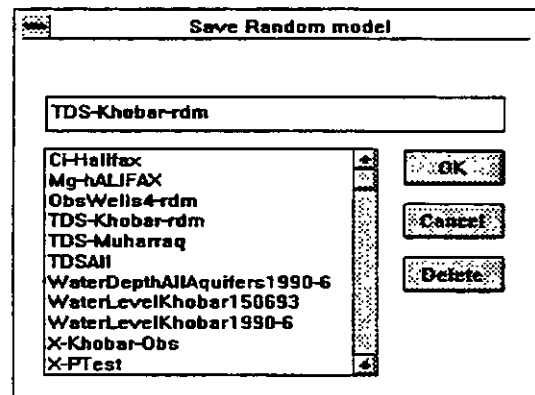 Save Random model
TDS-Khobar-rdm
Cl-Halifax
Mg-hALIFAX
ObsWells4-rdm
TDS-Khobar-rdm
TDS-Muharraq
TDSAll
WaterDepthAllAquifers1990-6
WaterLevelKhobar150693
WaterLevelKhobar1990-6
X-Khobar-Obs
X-PTest
OK
Cancel
Delete